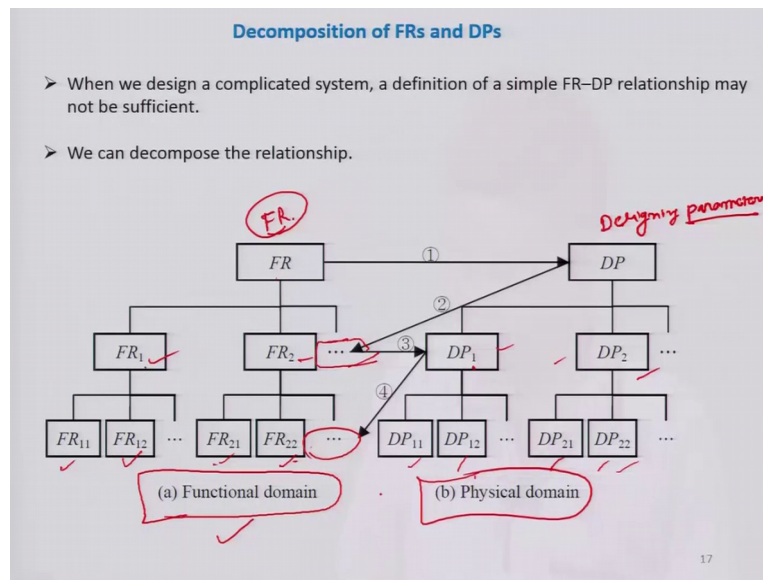 Decomposition of FRs and DPs
➢ When we design a complicated system, a definition of a simple FR–DP relationship may
not be sufficient.
➢ We can decompose the relationship.
FR.
Designing parameter
FR ① DP
②
FR₁ FR₂ ... ③ DP₁ DP₂ ...
④
FR₁₁ FR₁₂ ... FR₂₁ FR₂₂ ... DP₁₁ DP₁₂ ... DP₂₁ DP₂₂ ...
(a) Functional domain (b) Physical domain
17